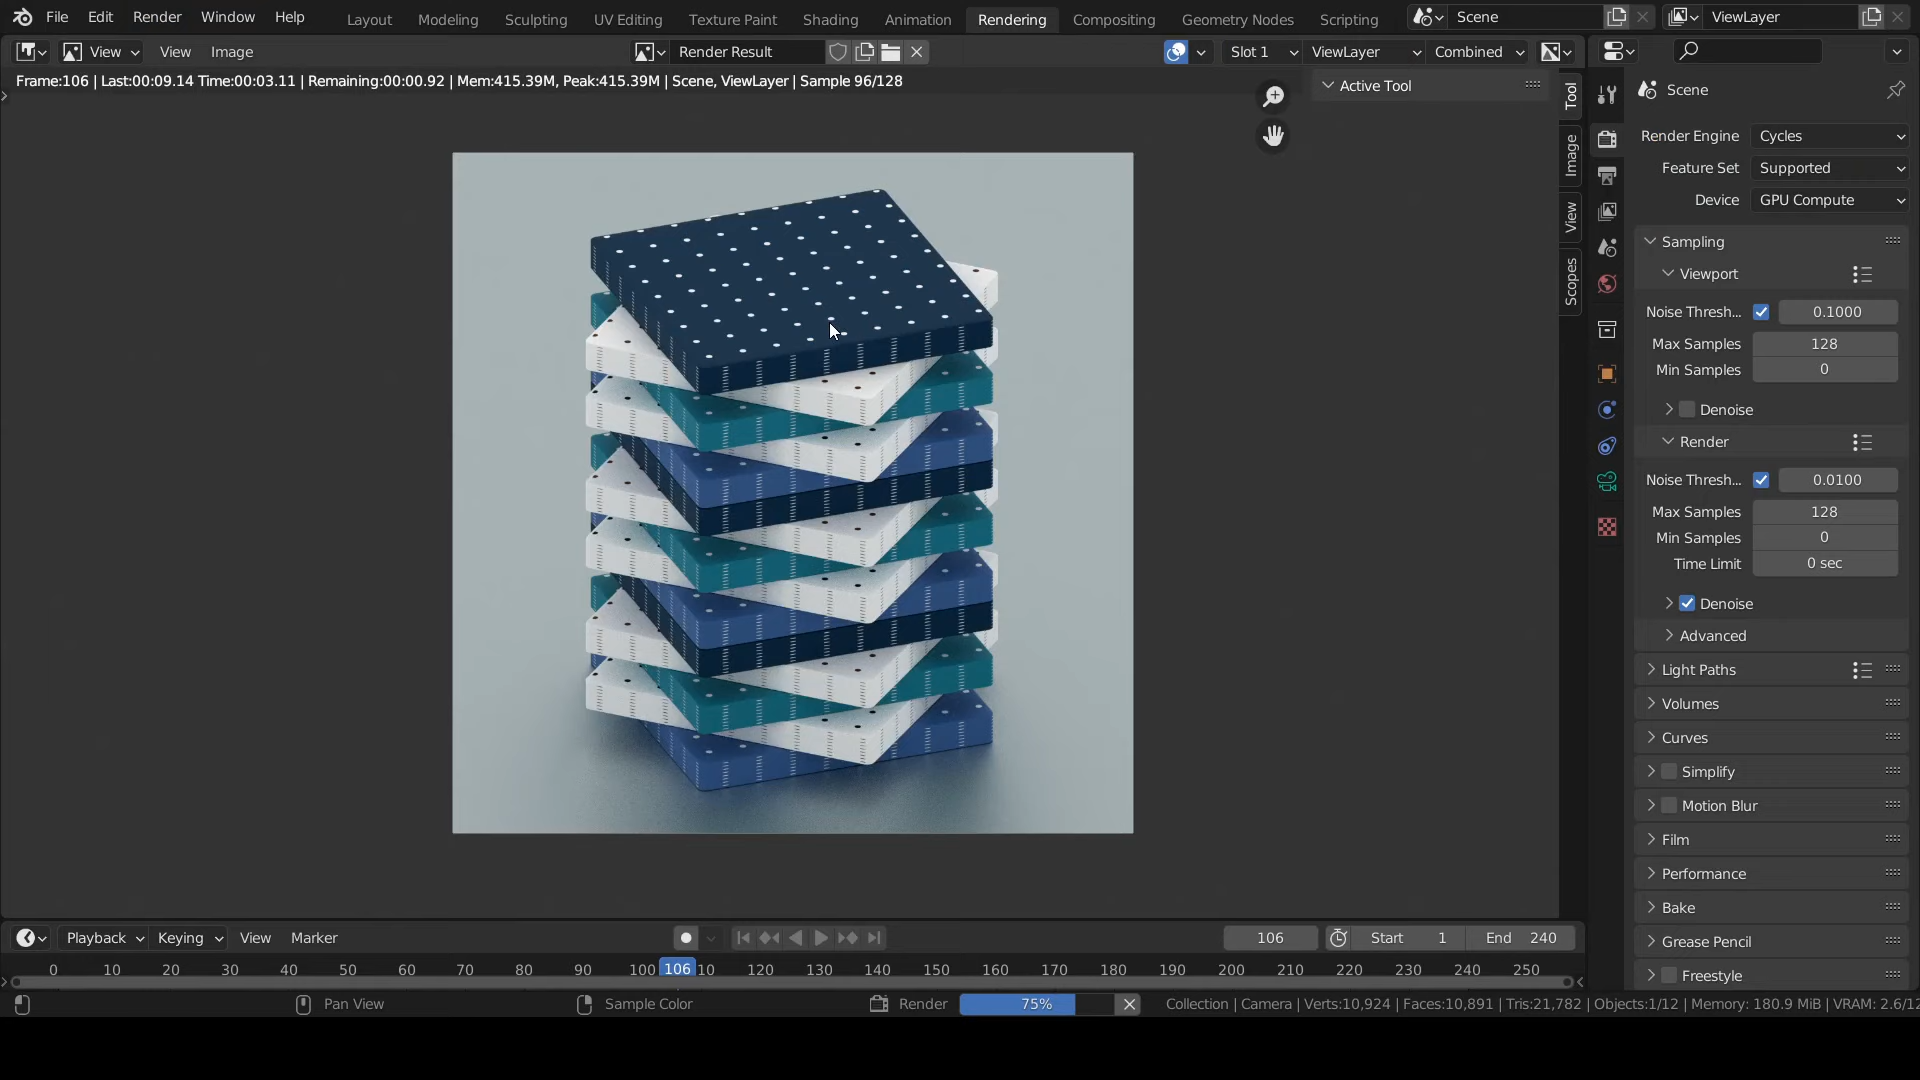 File Edit Render Window Help Layout Modeling Sculpting UV Editing Texture Paint Shading Animation Rendering Compositing Geometry Nodes Scripting Scene ViewLayer
View View Image Render Result Slot 1 ViewLayer Combined
Frame:106 | Last:00:09.14 Time:00:03.11 | Remaining:00:00.92 | Mem:415.39M, Peak:415.39M | Scene, ViewLayer | Sample 96/128
Active Tool
Tool
Image
View
Scopes
Scene
Render Engine Cycles
Feature Set Supported
Device GPU Compute
Sampling
Viewport
Noise Thresh... 0.1000
Max Samples 128
Min Samples 0
Denoise
Render
Noise Thresh... 0.0100
Max Samples 128
Min Samples 0
Time Limit 0 sec
Denoise
Advanced
Light Paths
Volumes
Curves
Simplify
Motion Blur
Film
Performance
Bake
Grease Pencil
Freestyle
Playback Keying View Marker 106 Start 1 End 240
0 10 20 30 40 50 60 70 80 90 100 106 10 120 130 140 150 160 170 180 190 200 210 220 230 240 250
Pan View Sample Color Render 75% Collection | Camera | Verts:10,924 | Faces:10,891 | Tris:21,782 | Objects:1/12 | Memory: 180.9 MiB | VRAM: 2.6/12